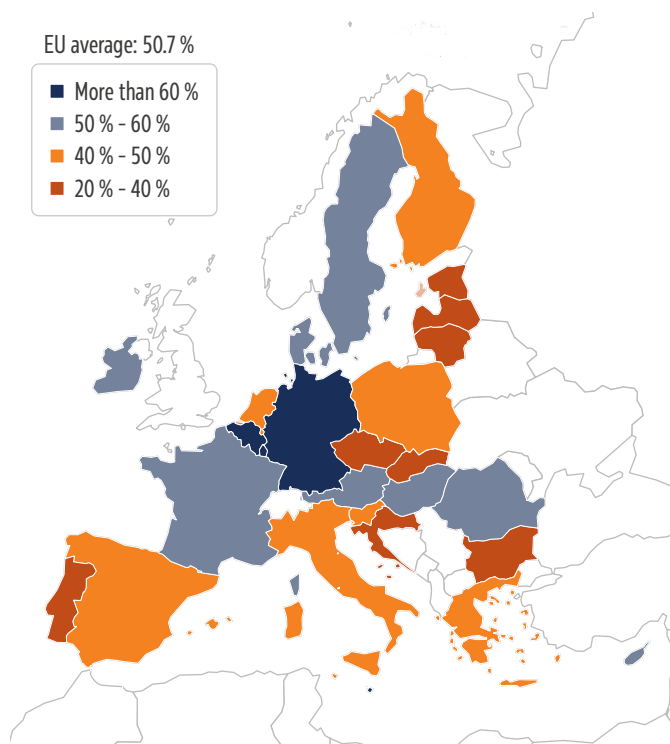 EU average: 50.7 %
More than 60 %
50 % – 60 %
40 % – 50 %
20 % – 40 %